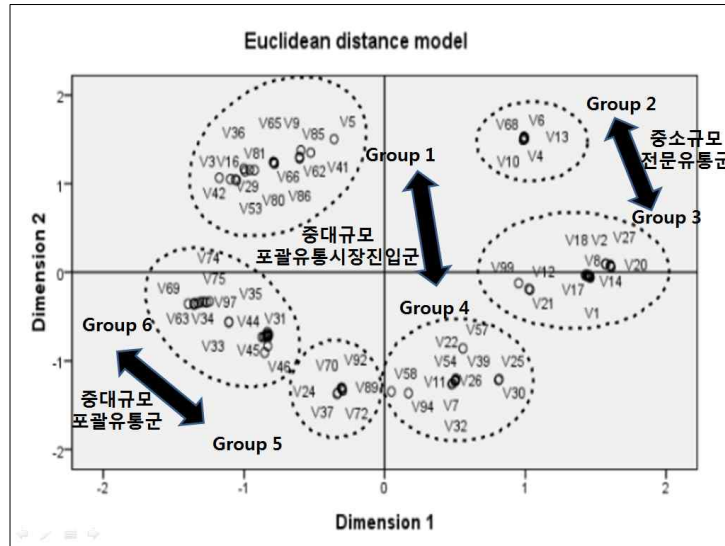 Euclidean distance model
2
1
0
-1
-2
Dimension 2
V65 V9 V5
V36 V85
V3 V16 V81
V66 V62 V41
V42 V29
V80 V86
V53
Group 1
Group 2
V68 V6
V13
V10 V4
중소규모
전문유통군
Group 3
V18 V2 V27
V8 V20
V99 V12
V17 V14
V21
V1
중대규모
포괄유통시장진입군
Group 4
V57
V22
V54 V39 V25
V58 V11 V26
V30
V94 V7
V32
V74
V75
V69 V97 V35
V63 V34 V44 V31
V33 V45
V46
Group 6
중대규모
포괄유통군
V70 V92
V24 V89
V37 V72
Group 5
-2 -1 0 1 2
Dimension 1